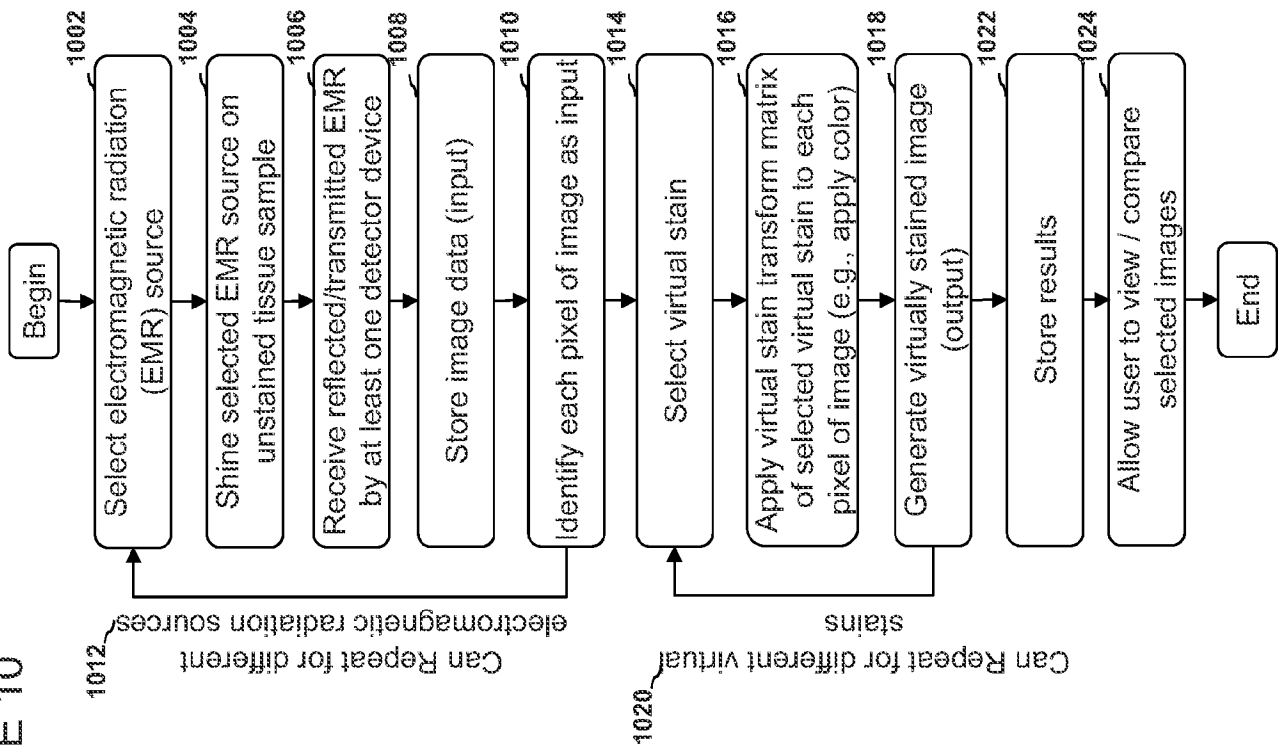 E 10
Begin
1002
Select electromagnetic radiation
(EMR) source
1004
Shine selected EMR source on
unstained tissue sample
1006
Receive reflected/transmitted EMR
by at least one detector device
1008
Store image data (input)
1010
Identify each pixel of image as input
1012
Can Repeat for different
electromagnetic radiation sources
1014
Select virtual stain
1016
Apply virtual stain transform matrix
of selected virtual stain to each
pixel of image (e.g., apply color)
1018
Generate virtually stained image
(output)
1020
Can Repeat for different virtual
stains
1022
Store results
1024
Allow user to view / compare
selected images
End